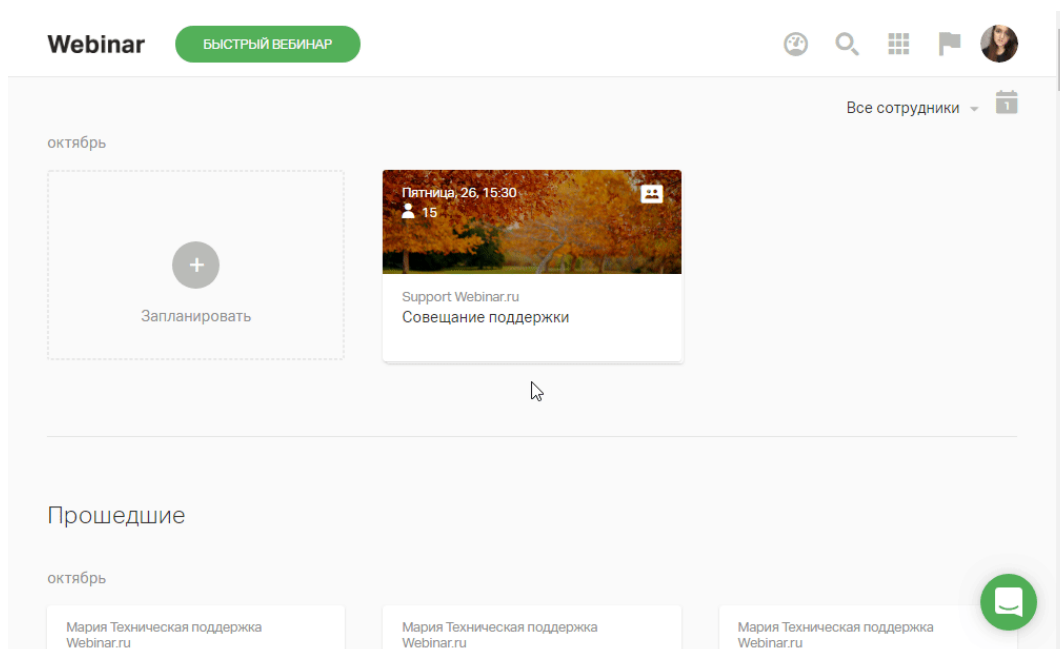 Webinar
БЫСТРЫЙ ВЕБИНАР
Все сотрудники
1
октябрь
Запланировать
Пятница, 26, 15:30
15
Support Webinar.ru
Совещание поддержки
Прошедшие
октябрь
Мария Техническая поддержка
Webinar.ru
Мария Техническая поддержка
Webinar.ru
Мария Техническая поддержка
Webinar.ru